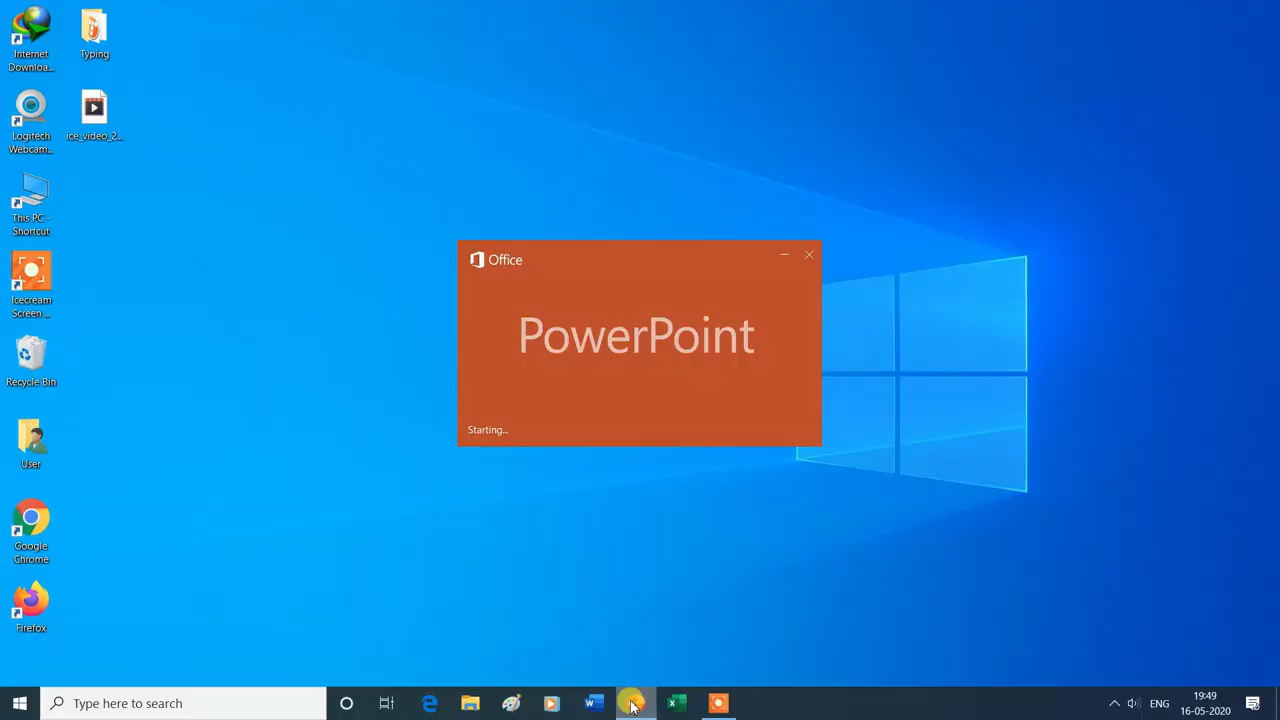 Internet
Downloa...
Typing
Logitech
Webcam...
ice_video_2...
This PC -
Shortcut
Icecream
Screen ...
Recycle Bin
User
Google
Chrome
Firefox
Office
PowerPoint
Starting...
Type here to search
ENG
19:49
16-05-2020